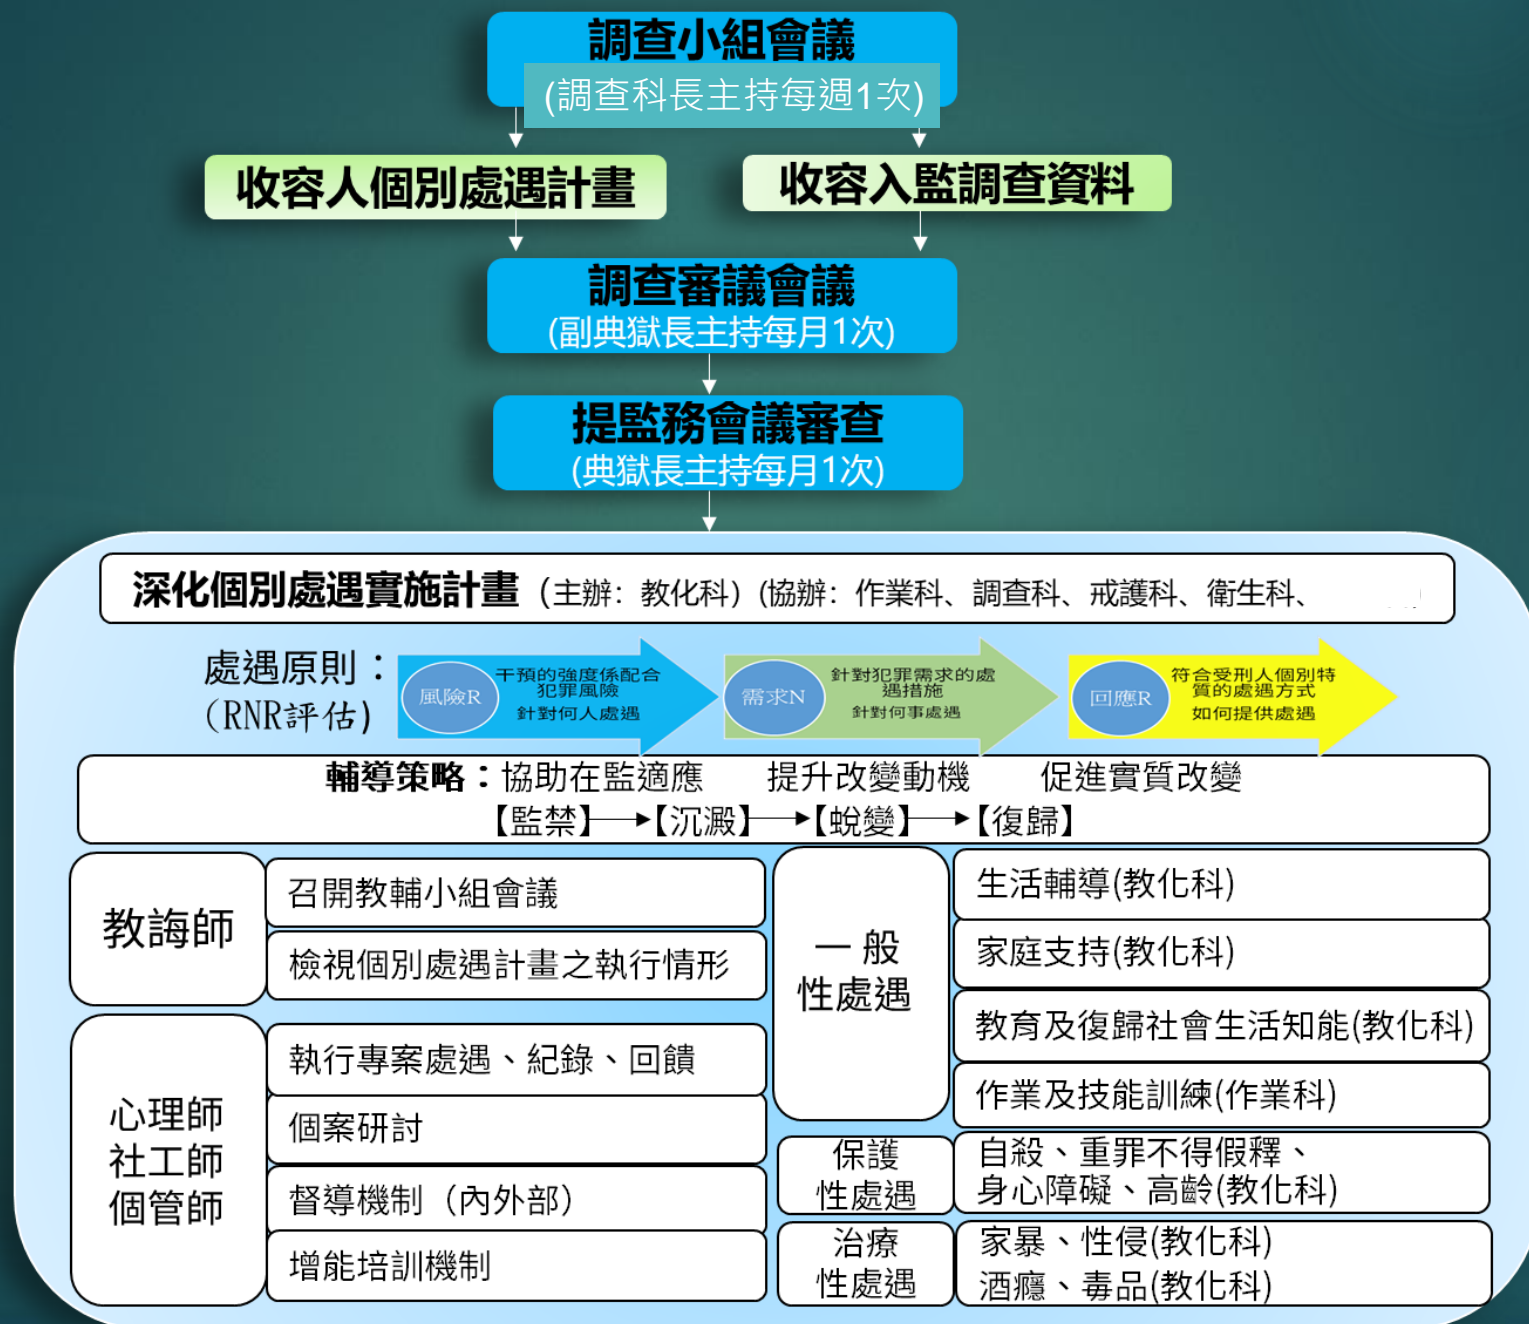 調查小組會議
(調查科長主持每週1次)
收容人個別處遇計畫
收容入監調查資料
調查審議會議
(副典獄長主持每月1次)
提監務會議審查
(典獄長主持每月1次)
深化個別處遇實施計畫（主辦：教化科）(協辦：作業科、調查科、戒護科、衛生科、
處遇原則：
（RNR評估）
風險R
干預的強度係配合
犯罪風險
針對何人處遇
需求N
針對犯罪需求的處
遇措施
針對何事處遇
回應R
符合受刑人個別特
質的處遇方式
如何提供處遇
輔導策略：協助在監適應 提升改變動機 促進實質改變
【監禁】【沉澱】【蛻變】【復歸】
教誨師
召開教輔小組會議
檢視個別處遇計畫之執行情形
心理師
社工師
個管師
執行專案處遇、紀錄、回饋
個案研討
督導機制（內外部）
增能培訓機制
一般
性處遇
生活輔導(教化科)
家庭支持(教化科)
教育及復歸社會生活知能(教化科)
作業及技能訓練(作業科)
保護
性處遇
自殺、重罪不得假釋、
身心障礙、高齡(教化科)
治療
性處遇
家暴、性侵(教化科)
酒癮、毒品(教化科)